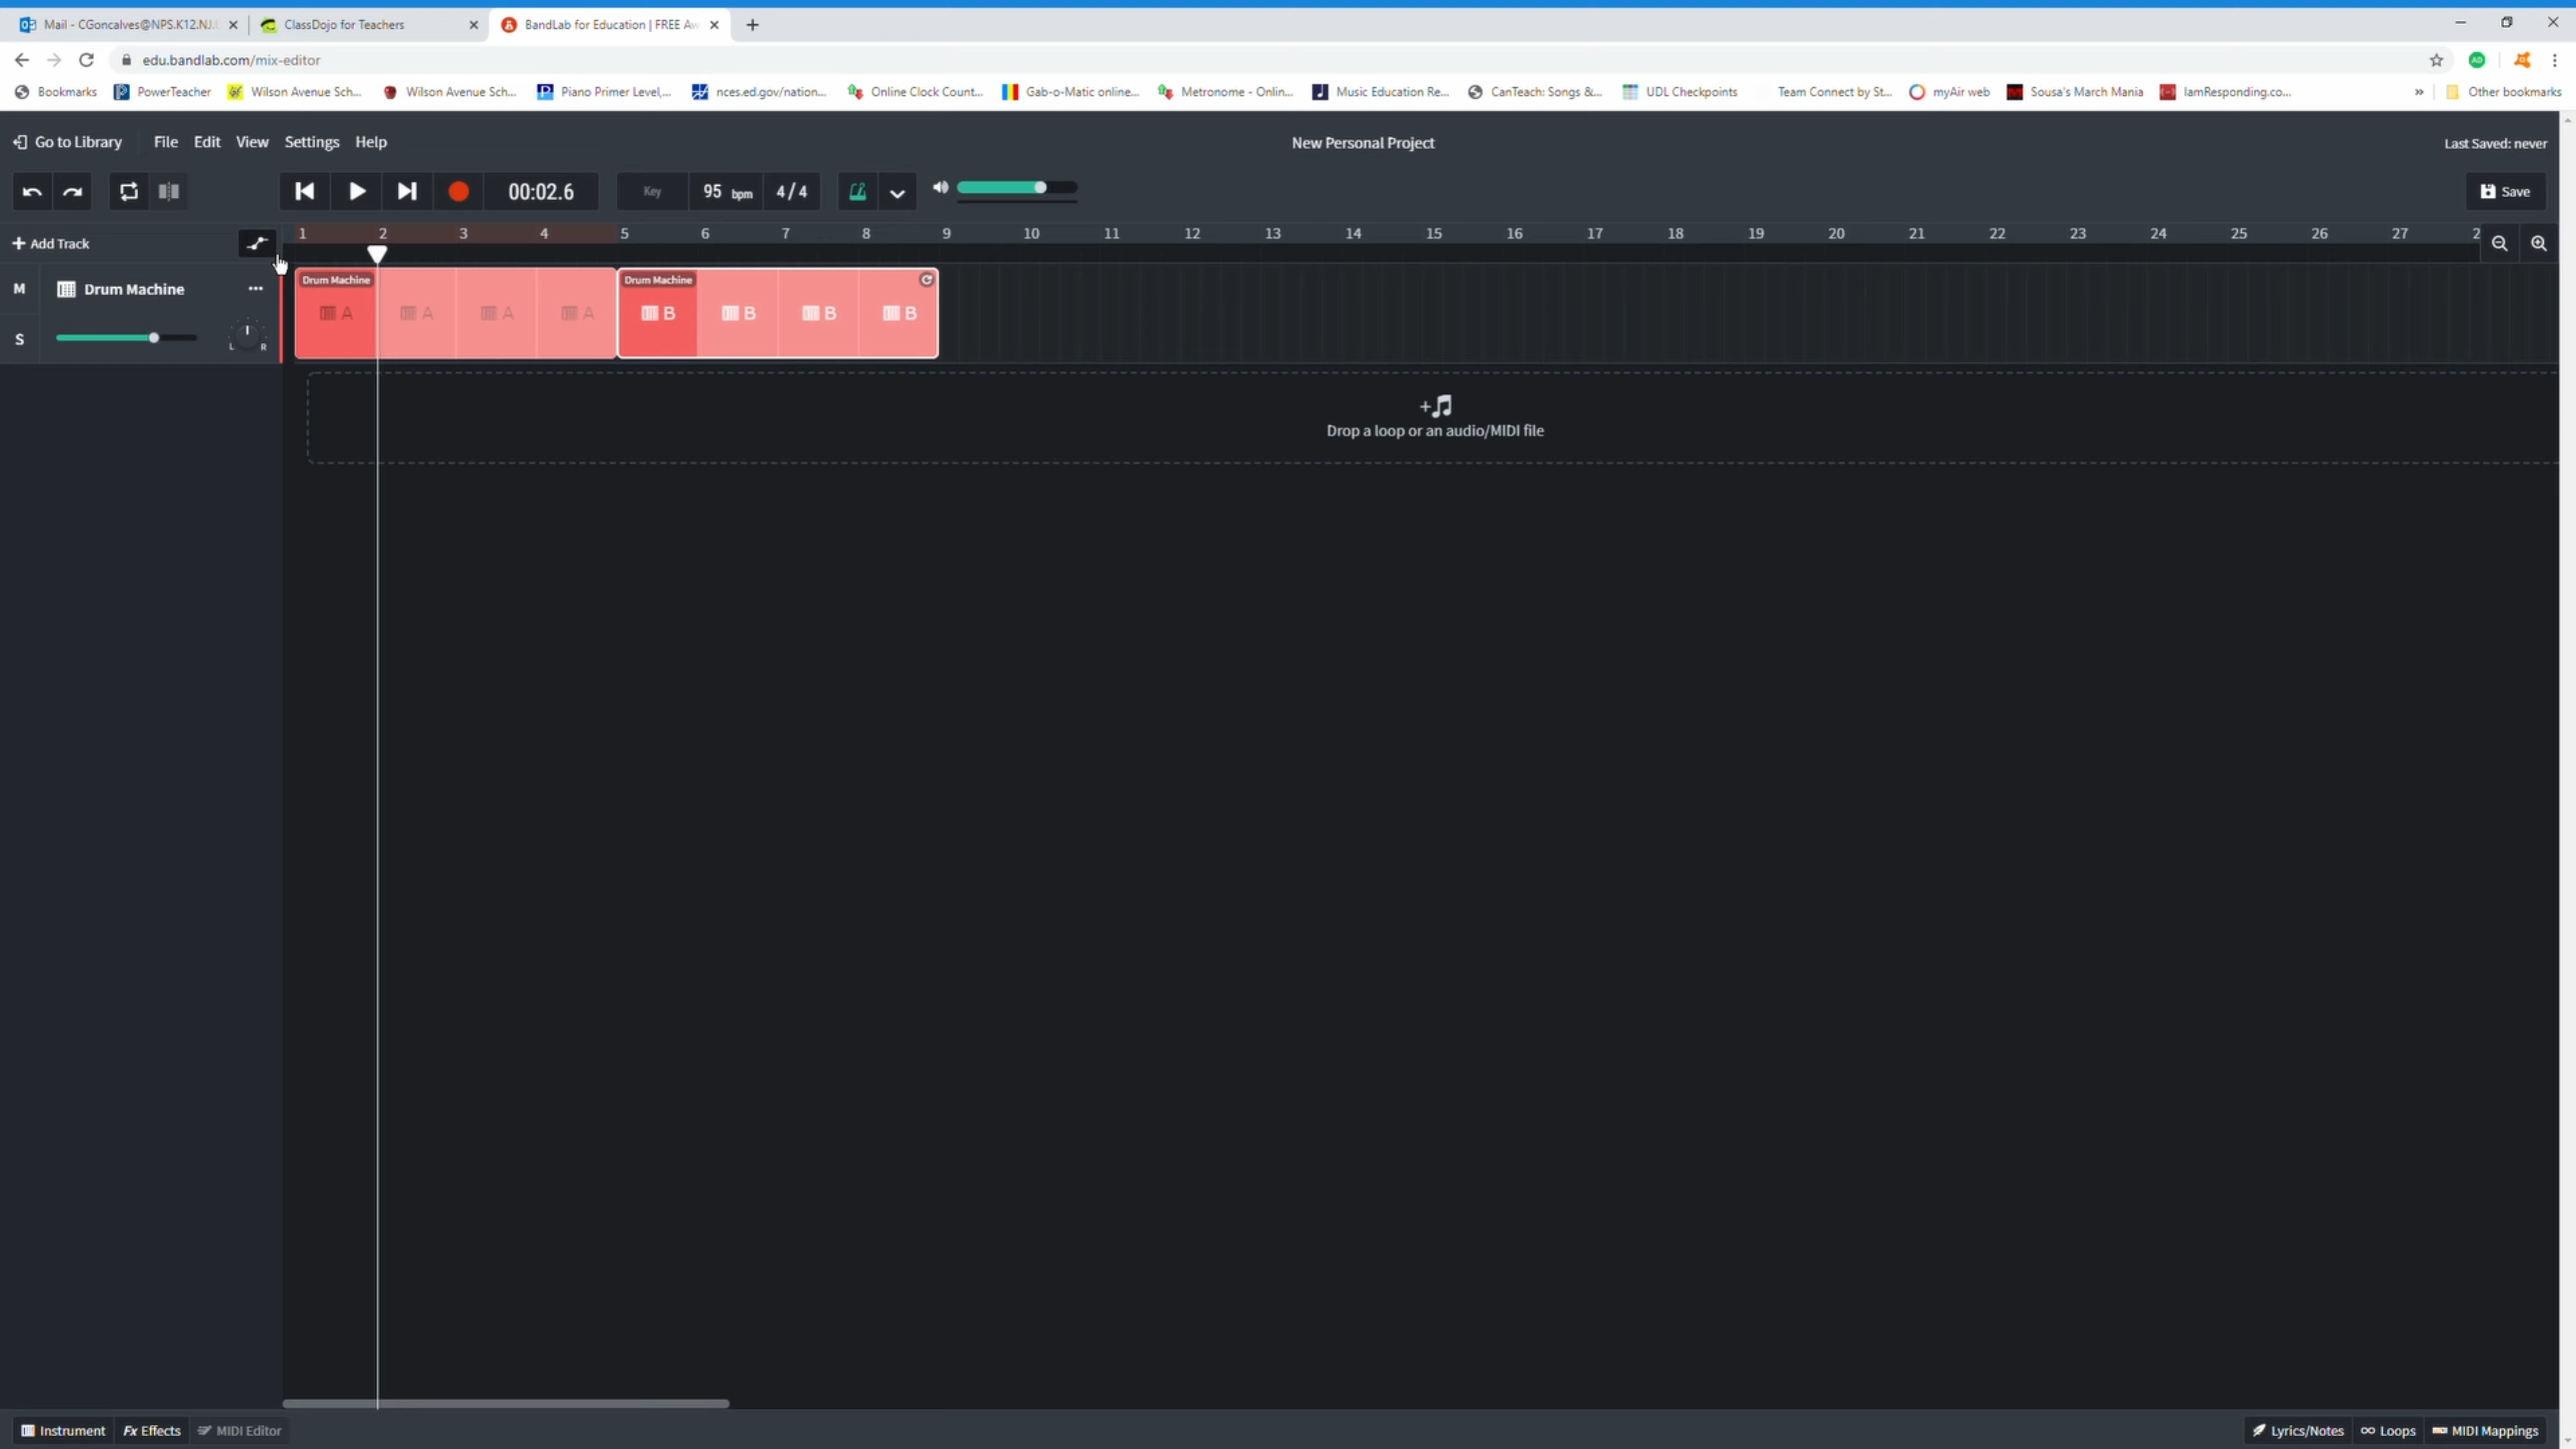 Mail - CGoncalves@NPS.K12.NJ.U
ClassDojo for Teachers
BandLab for Education | FREE Aw
edu.bandlab.com/mix-editor
Bookmarks PowerTeacher Wilson Avenue Sch... Wilson Avenue Sch... Piano Primer Level,... nces.ed.gov/nation... Online Clock Count... Gab-o-Matic online... Metronome - Onlin... Music Education Re... CanTeach: Songs &... UDL Checkpoints Team Connect by St... myAir web Sousa's March Mania IamResponding.co... » Other bookmarks
Go to Library File Edit View Settings Help
New Personal Project
Last Saved: never
00:02.6 Key 95 bpm 4/4
Save
+ Add Track
1 2 3 4 5 6 7 8 9 10 11 12 13 14 15 16 17 18 19 20 21 22 23 24 25 26 27 2
M Drum Machine ...
S L R
Drum Machine
A A A A
Drum Machine
B B B B
Drop a loop or an audio/MIDI file
Instrument Fx Effects MIDI Editor
Lyrics/Notes Loops MIDI Mappings